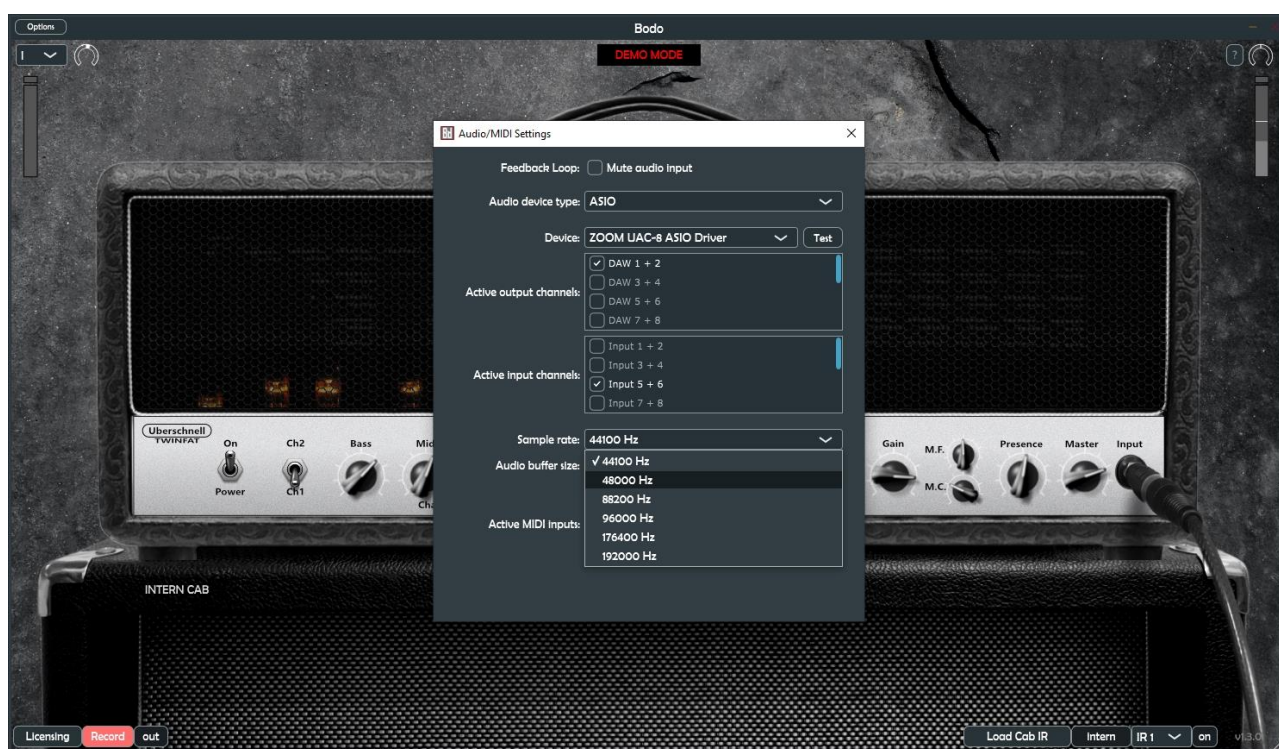 Options
Bodo
I
DEMO MODE
?
Audio/MIDI Settings
Feedback Loop: Mute audio input
Audio device type: ASIO
Device: ZOOM UAC-8 ASIO Driver Test
Active output channels:
DAW 1 + 2
DAW 3 + 4
DAW 5 + 6
DAW 7 + 8
Active input channels:
Input 1 + 2
Input 3 + 4
Input 5 + 6
Input 7 + 8
Sample rate: 44100 Hz
Audio buffer size:
Active MIDI inputs:
44100 Hz
48000 Hz
88200 Hz
96000 Hz
176400 Hz
192000 Hz
Uberschnell
TWINFAT
On
Power
Ch2
Ch1
Bass
Mid
Cha
Gain
M.F.
M.C.
Presence
Master
Input
INTERN CAB
Licensing
Record
out
Load Cab IR
Intern
IR 1
on
v1.3.0